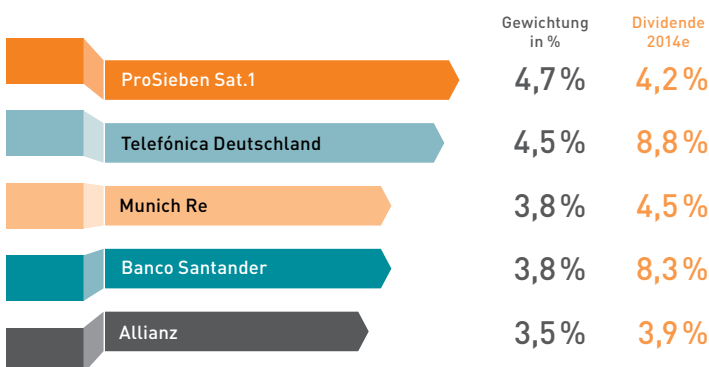 Gewichtung Dividende
in % 2014e
ProSieben Sat.1 4,7 % 4,2 %
Telefónica Deutschland 4,5 % 8,8 %
Munich Re 3,8 % 4,5 %
Banco Santander 3,8 % 8,3 %
Allianz 3,5 % 3,9 %